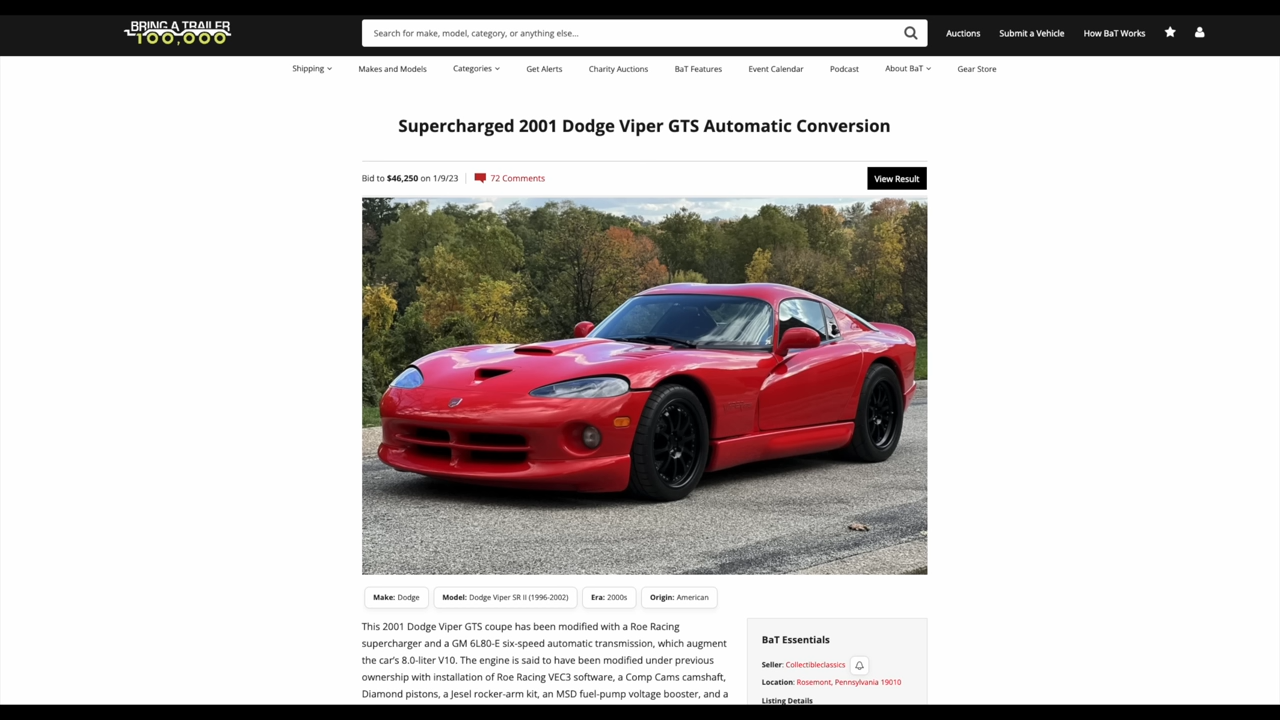 BRING A TRAILER
100,000
Search for make, model, category, or anything else...
Auctions
Submit a Vehicle
How BaT Works
Shipping
Makes and Models
Categories
Get Alerts
Charity Auctions
BaT Features
Event Calendar
Podcast
About BaT
Gear Store
Supercharged 2001 Dodge Viper GTS Automatic Conversion
Bid to $46,250 on 1/9/23
72 Comments
View Result
Make: Dodge
Model: Dodge Viper SR II (1996-2002)
Era: 2000s
Origin: American
This 2001 Dodge Viper GTS coupe has been modified with a Roe Racing
supercharger and a GM 6L80-E six-speed automatic transmission, which augment
the car's 8.0-liter V10. The engine is said to have been modified under previous
ownership with installation of Roe Racing VEC3 software, a Comp Cams camshaft,
Diamond pistons, a Jesel rocker-arm kit, an MSD fuel-pump voltage booster, and a
BaT Essentials
Seller: Collectibleclassics
Location: Rosemont, Pennsylvania 19010
Listing Details